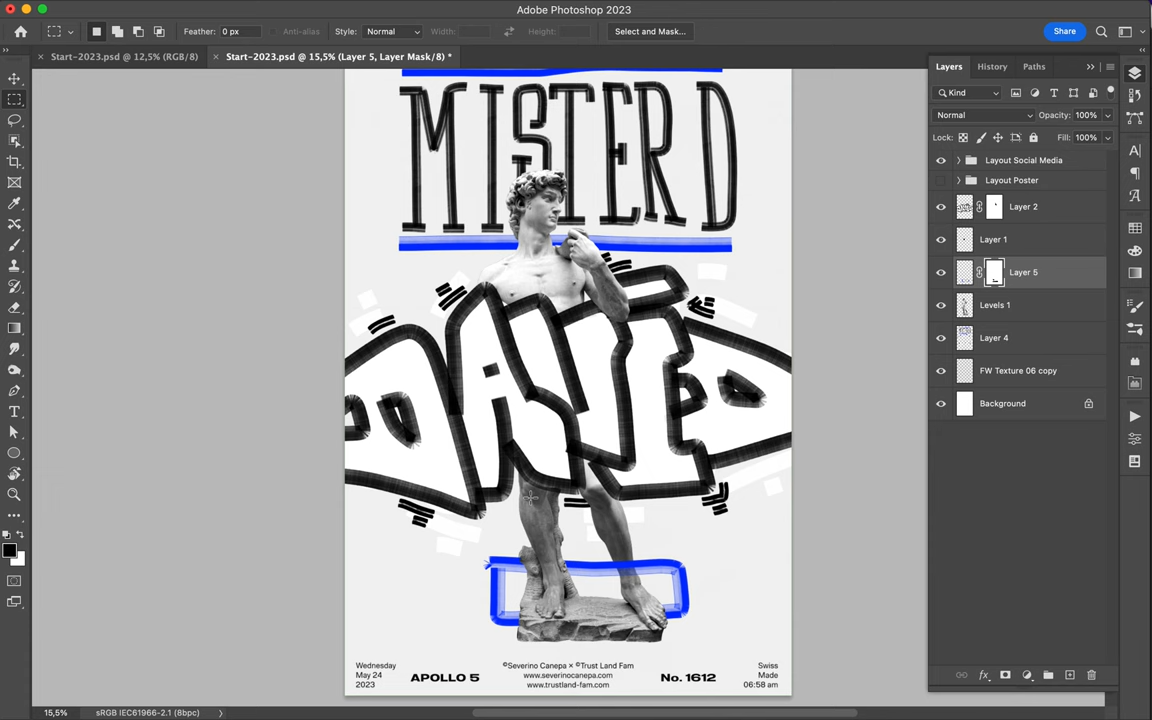 Adobe Photoshop 2023
Feather: 0 px
Anti-alias
Style: Normal
Width:
Height:
Select and Mask...
Share
Start-2023.psd @ 12,5% (RGB/8)
Start-2023.psd @ 15,5% (Layer 5, Layer Mask/8) *
Layers
History
Paths
Kind
Normal
Opacity: 100%
Lock:
Fill: 100%
Layout Social Media
Layout Poster
Layer 2
Layer 1
Layer 5
Levels 1
Layer 4
FW Texture 06 copy
Background
MISTER D
DAVID
Wednesday
May 24
2023
APOLLO 5
©Severino Canepa × ©Trust Land Fam
www.severinocanepa.com
www.trustland-fam.com
No. 1612
Swiss
Made
06:58 am
15,5%
sRGB IEC61966-2.1 (8bpc)